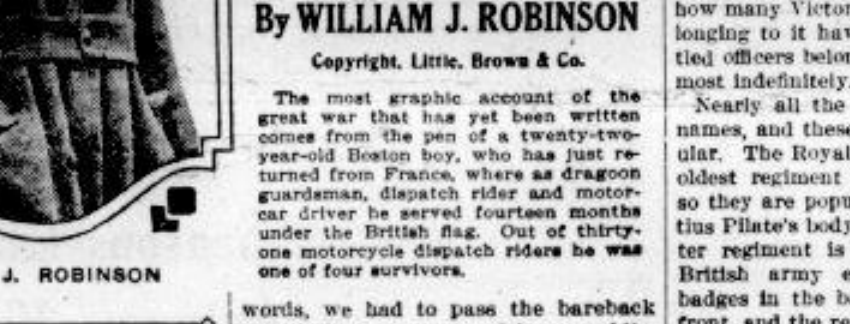 By WILLIAM J. ROBINSON
Copyright, Little, Brown & Co.
The most graphic account of the
great war that has yet been written
comes from the pen of a twenty-two-
year-old Boston boy, who has just re-
turned from France, where as dragoon
guardsman, dispatch rider and motor-
car driver he served fourteen months
under the British flag. Out of thirty-
one motorcycle dispatch riders he was
one of four survivors.
words, we had to pass the bareback
J. ROBINSON
how many
longing to it
tled officers
most indefinitely.
Nearly all the
names, and these
ular. The Royal
oldest regiment
so they are
tius Pilate's body
ter regiment is
British army
badges in the
front, and the